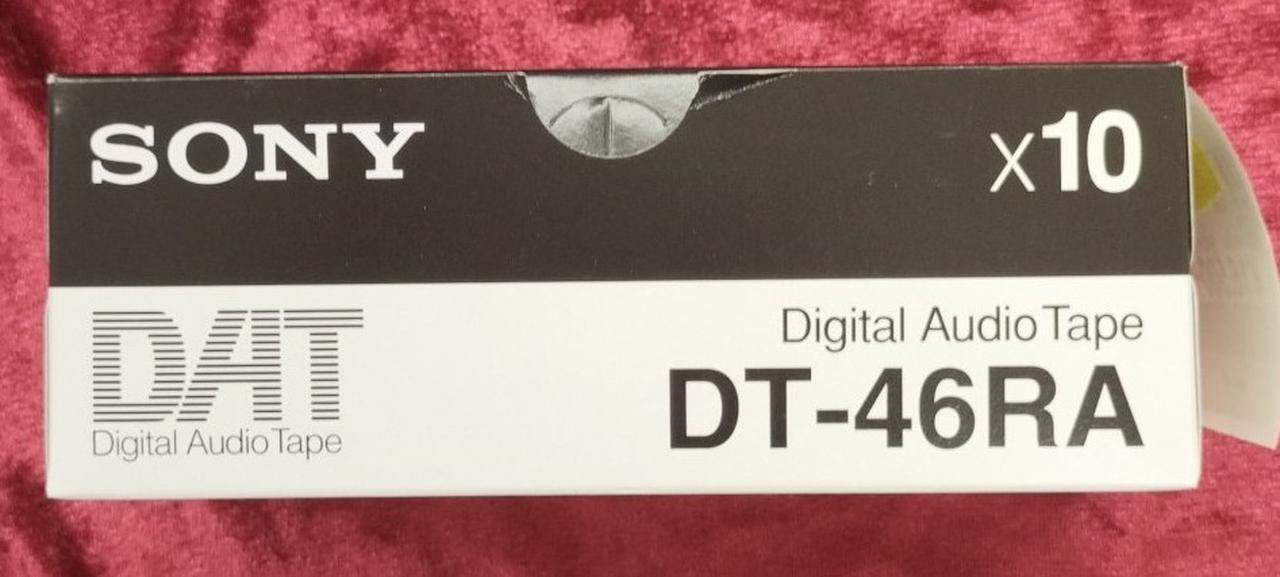 SONY
x10
DAT
Digital Audio Tape
Digital Audio Tape
DT-46RA